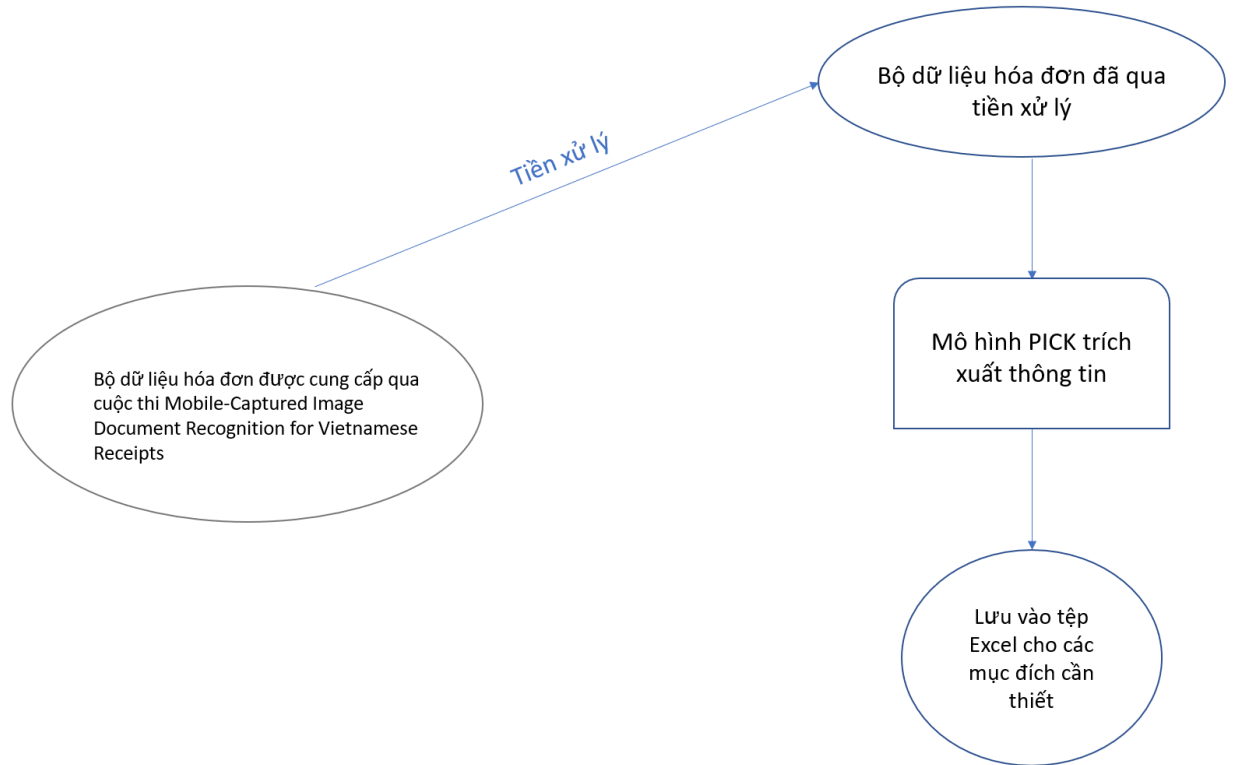 Bộ dữ liệu hóa đơn đã qua
tiền xử lý
Tiền xử lý
Mô hình PICK trích
xuất thông tin
Bộ dữ liệu hóa đơn được cung cấp qua
cuộc thi Mobile-Captured Image
Document Recognition for Vietnamese
Receipts
Lưu vào tệp
Excel cho các
mục đích cần
thiết